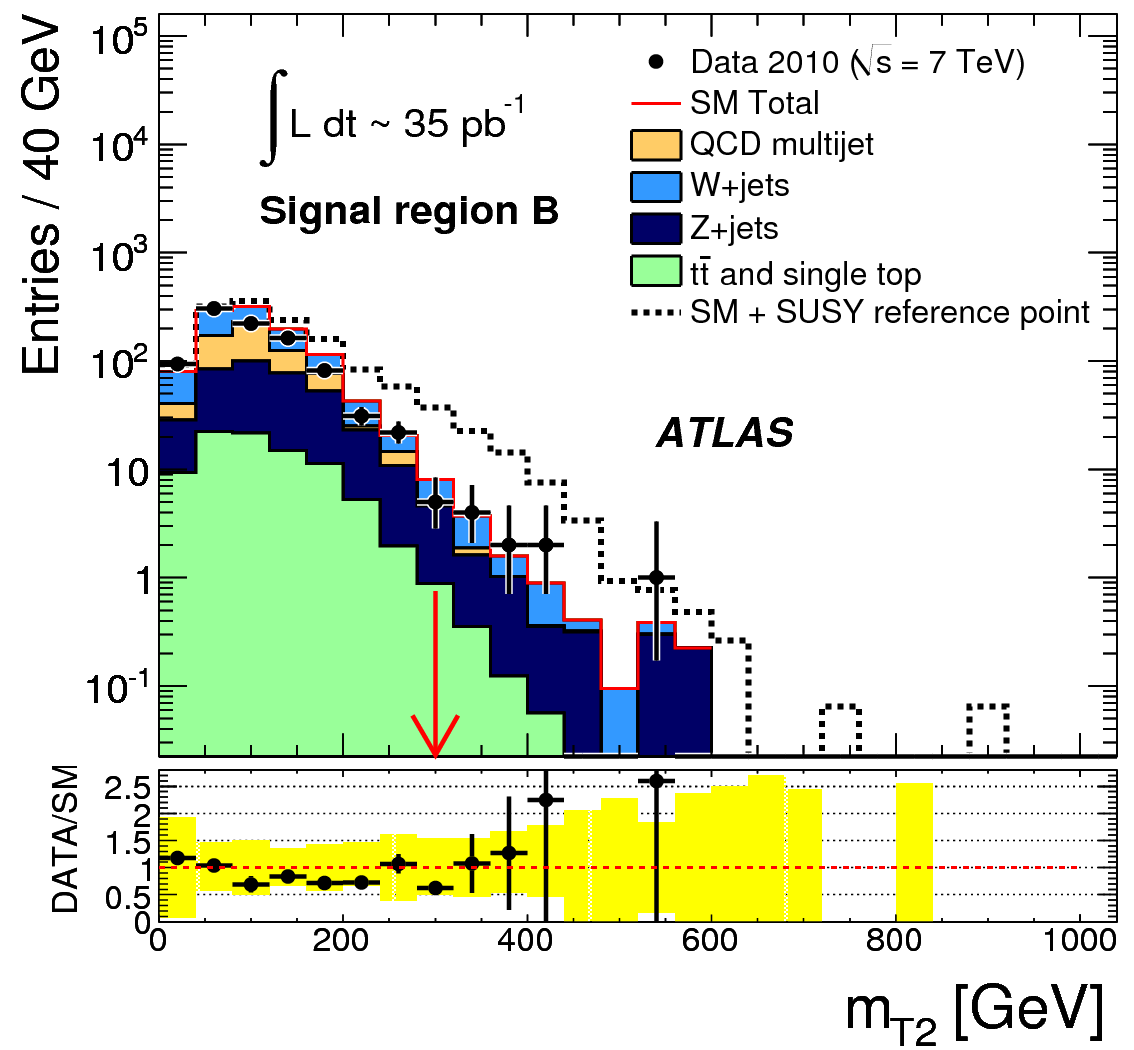 Entries / 40 GeV
10⁵
10⁴
10³
10²
10
1
10⁻¹
∫ L dt ~ 35 pb⁻¹
Signal region B
Data 2010 (√s = 7 TeV)
SM Total
QCD multijet
W+jets
Z+jets
tt̄ and single top
SM + SUSY reference point
ATLAS
DATA/SM
2.5
2
1.5
1
0.5
0
0 200 400 600 800 1000
m_T2 [GeV]